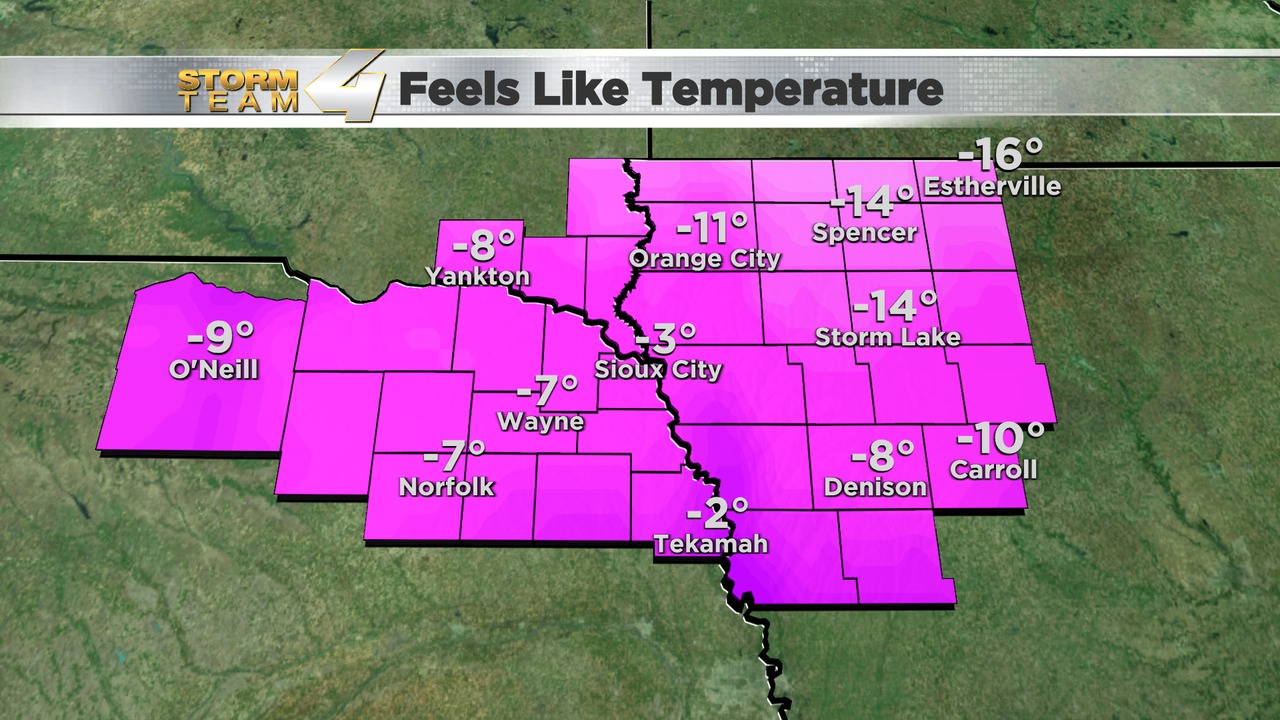 STORM
TEAM
4
Feels Like Temperature
-16°
Estherville
-14°
Spencer
-11°
Orange City
-8°
Yankton
-14°
Storm Lake
-9°
O'Neill
-3°
Sioux City
-7°
Wayne
-10°
Carroll
-8°
Denison
-7°
Norfolk
-2°
Tekamah